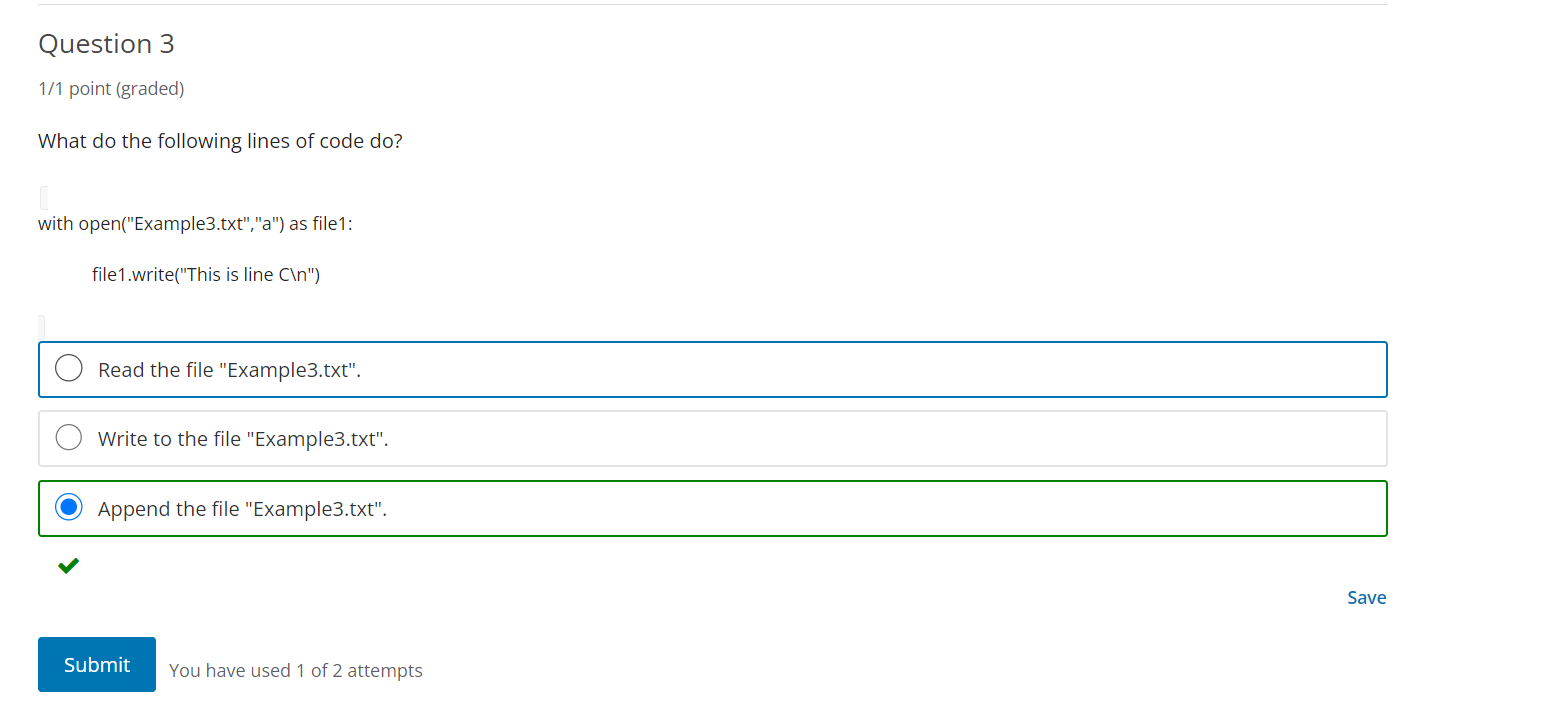 Question 3
1/1 point (graded)
What do the following lines of code do?
with open("Example3.txt","a") as file1:
file1.write("This is line C\n")
Read the file "Example3.txt".
Write to the file "Example3.txt".
Append the file "Example3.txt".
Save
Submit
You have used 1 of 2 attempts